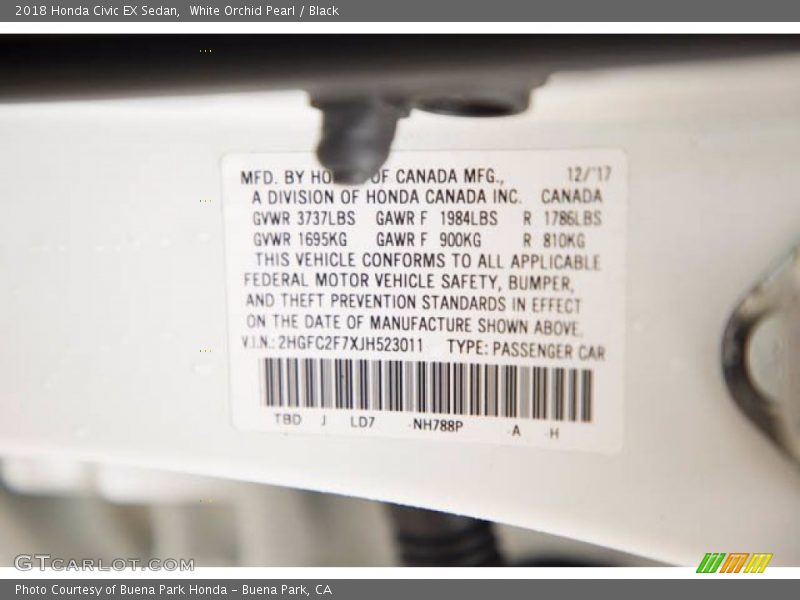 2018 Honda Civic EX Sedan, White Orchid Pearl / Black
MFD. BY OF CANADA MFG., 12/'17
A DIVISION OF HONDA CANADA INC. CANADA
GVWR 3737LBS GAWR F 1984LBS R 1786LBS
GVWR 1695KG GAWR F 900KG R 810KG
THIS VEHICLE CONFORMS TO ALL APPLICABLE
FEDERAL MOTOR VEHICLE SAFETY, BUMPER,
AND THEFT PREVENTION STANDARDS IN EFFECT
ON THE DATE OF MANUFACTURE SHOWN ABOVE.
V.I.N.: 2HGFC2F7XJH523011 TYPE: PASSENGER CAR
TBD J LD7 -NH788P -A -H
GTCARLOT.COM
Photo Courtesy of Buena Park Honda - Buena Park, CA